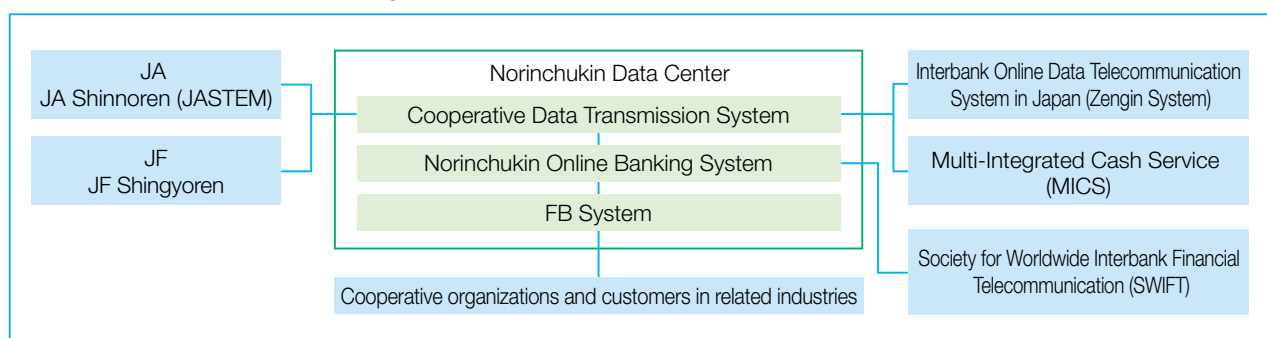 JA
JA Shinnoren (JASTEM)
JF
JF Shingyoren
Norinchukin Data Center
Cooperative Data Transmission System
Norinchukin Online Banking System
FB System
Cooperative organizations and customers in related industries
Interbank Online Data Telecommunication
System in Japan (Zengin System)
Multi-Integrated Cash Service
(MICS)
Society for Worldwide Interbank Financial
Telecommunication (SWIFT)